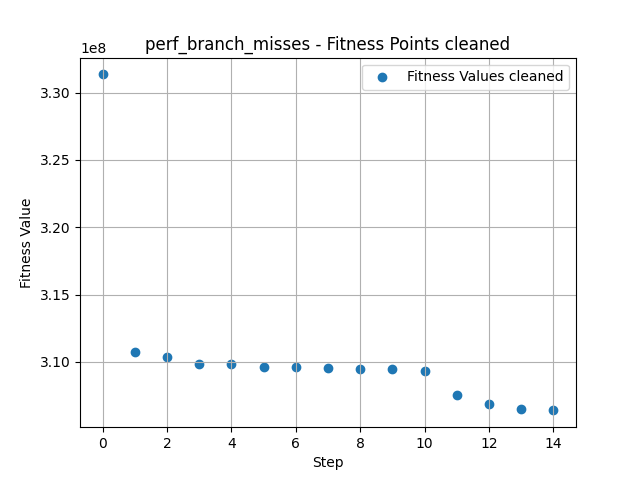 perf_branch_misses - Fitness Points cleaned
1e8
Fitness Values cleaned
3.30
3.25
3.20
3.15
3.10
Fitness Value
0 2 4 6 8 10 12 14
Step